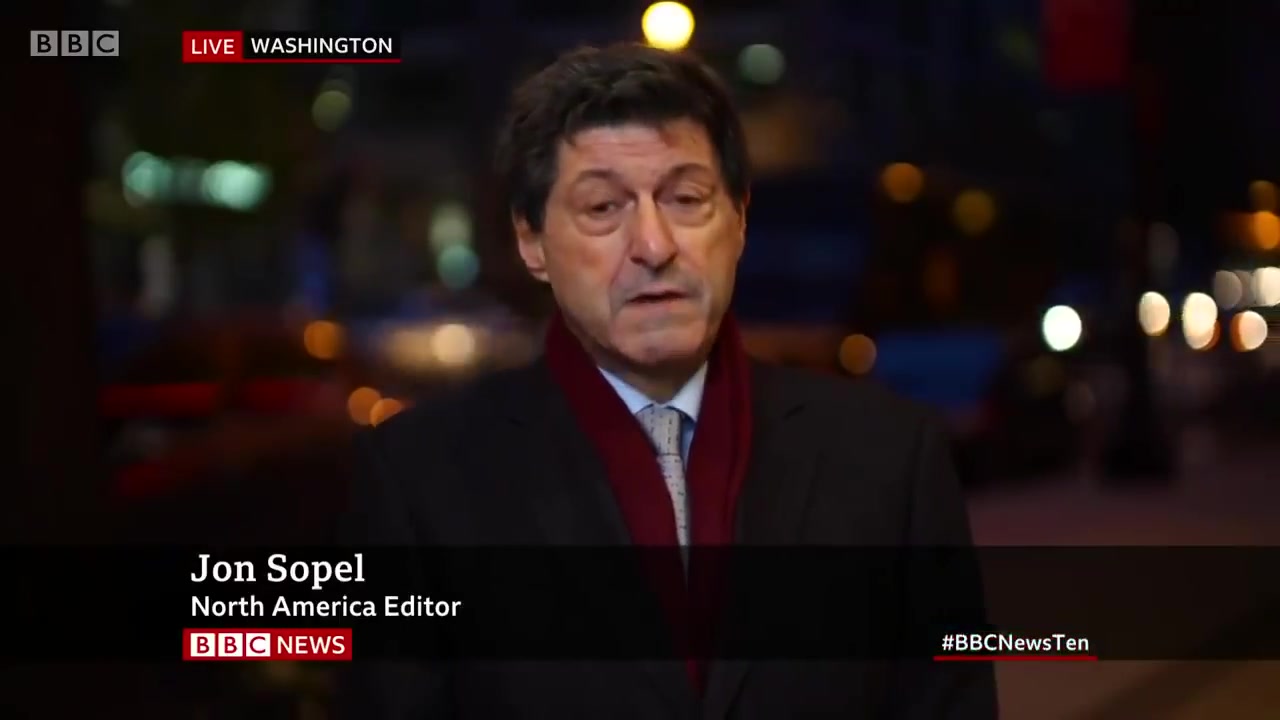 BBC
LIVE WASHINGTON
Jon Sopel
North America Editor
BBC NEWS
#BBCNewsTen